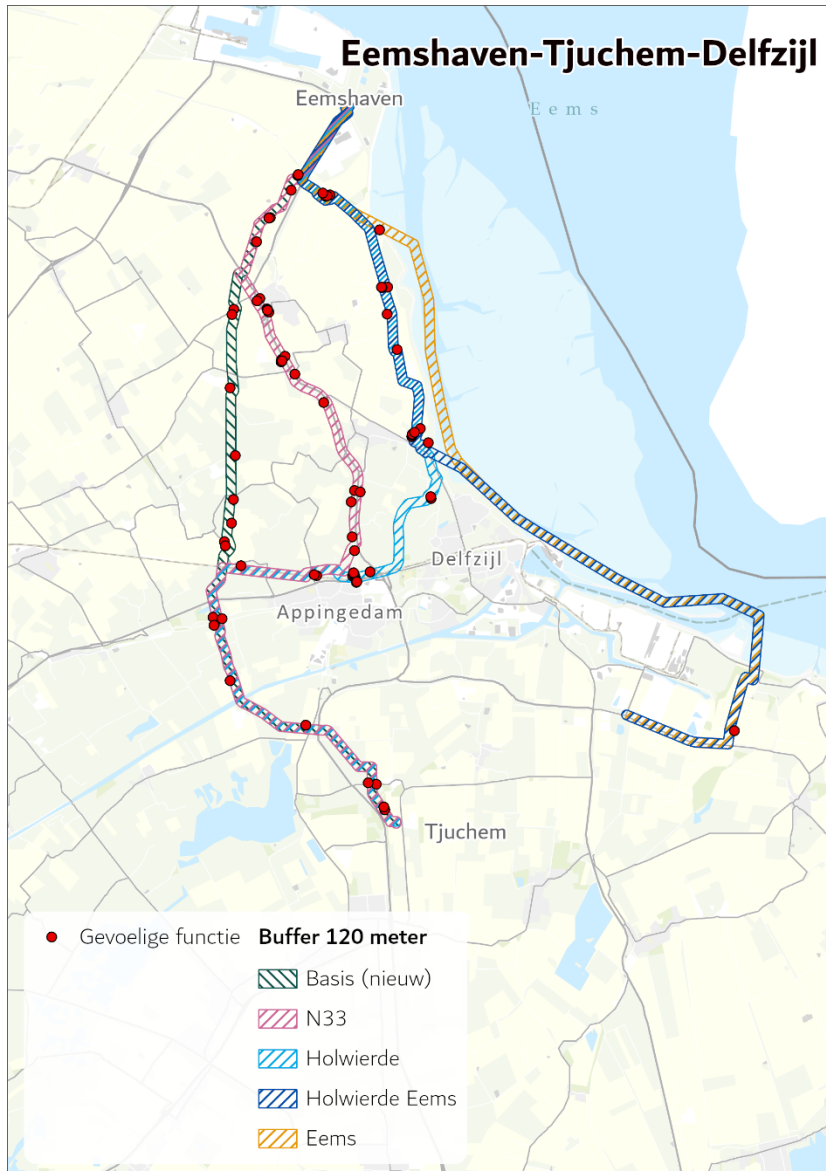 Eemshaven-Tjuchem-Delfzijl
Eemshaven
Eems
Delfzijl
Appingedam
Tjuchem
Gevoelige functie
Buffer 120 meter
Basis (nieuw)
N33
Holwierde
Holwierde Eems
Eems